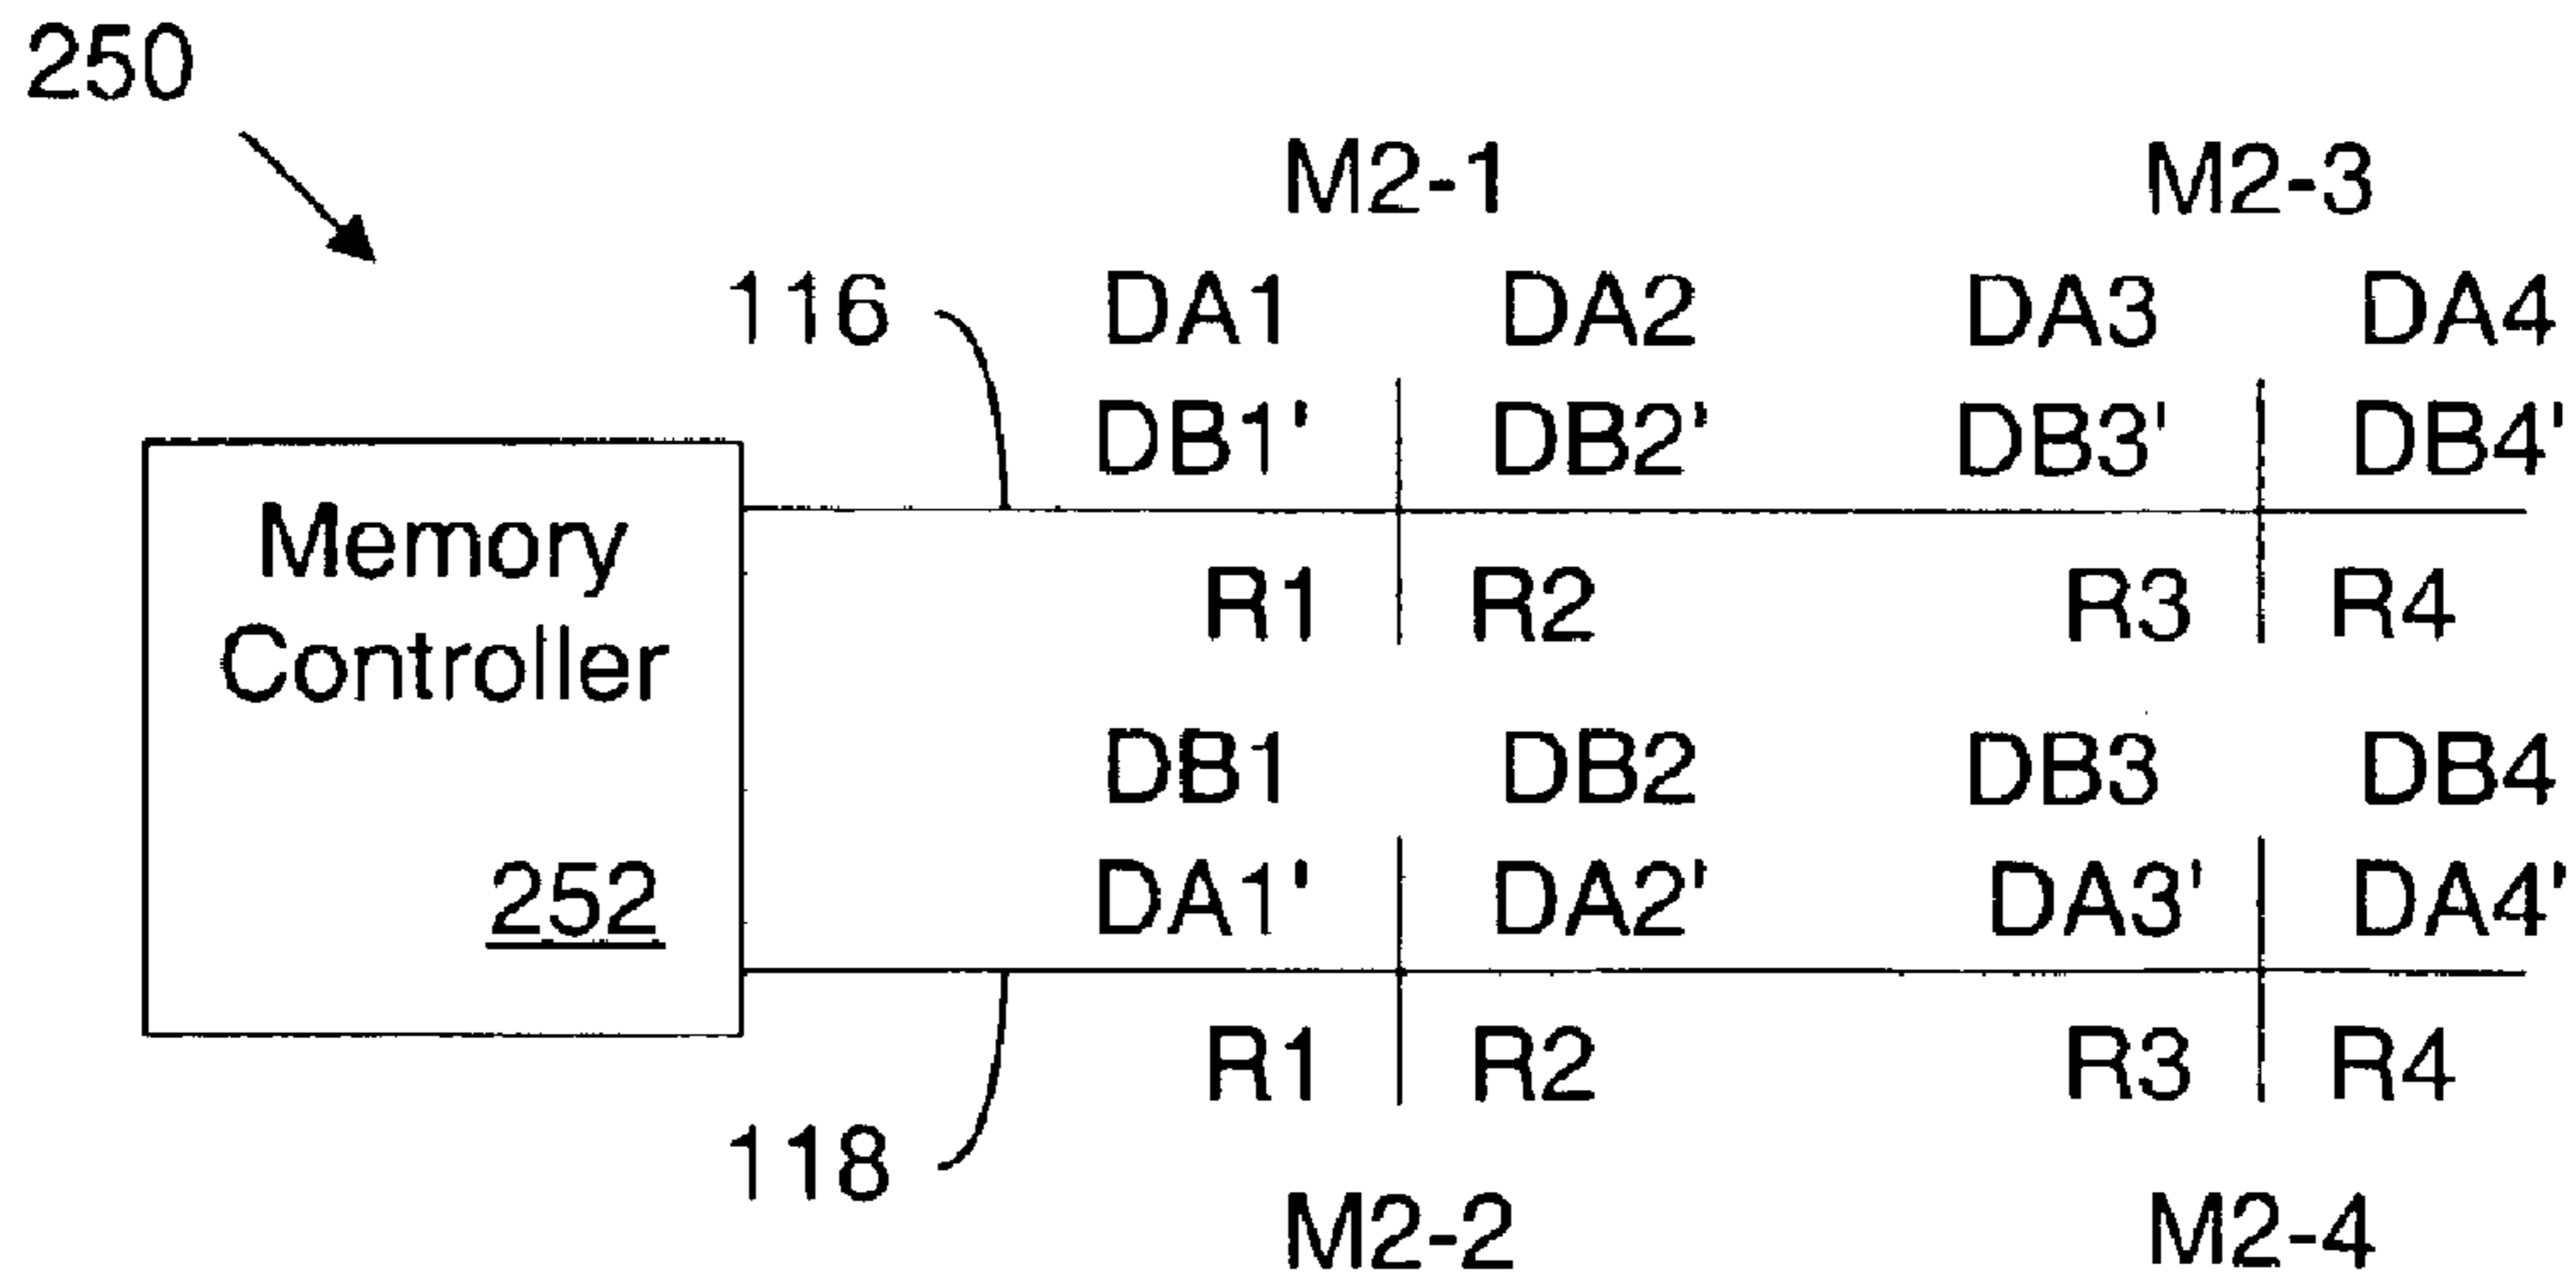 250
M2-1 M2-3
116 DA1 DA2 DA3 DA4
DB1' DB2' DB3' DB4'
Memory
Controller
252
R1 R2 R3 R4
DB1 DB2 DB3 DB4
DA1' DA2' DA3' DA4'
R1 R2 R3 R4
118
M2-2 M2-4